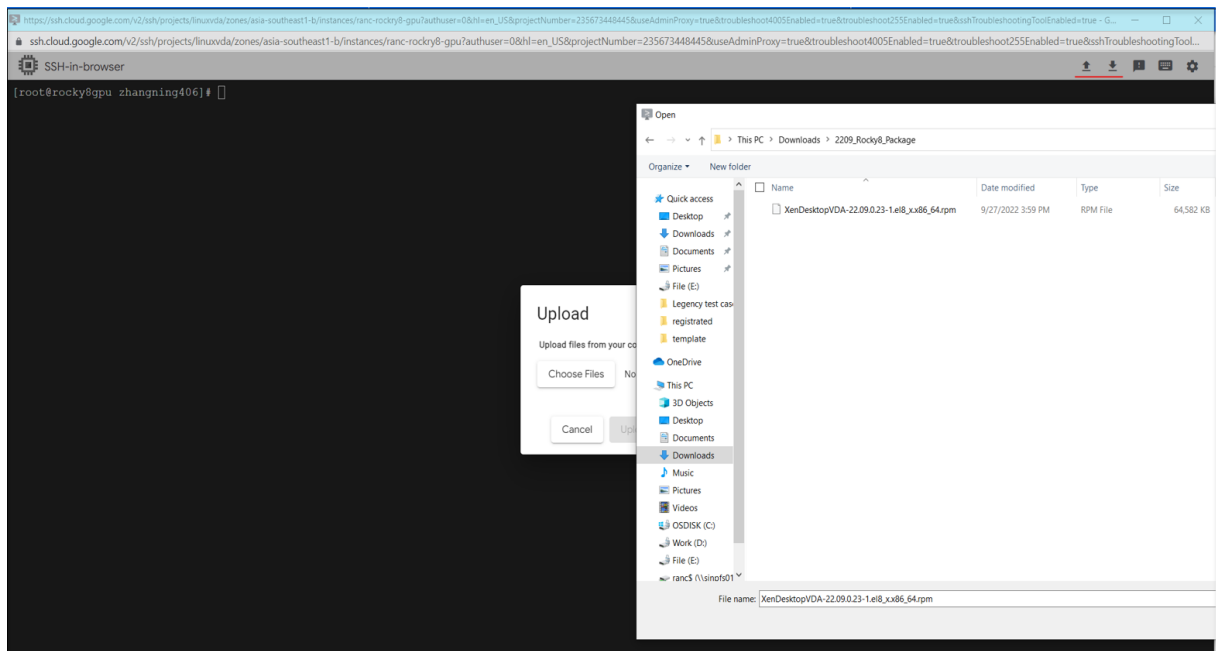 https://ssh.cloud.google.com/v2/ssh/projects/linuxvda/zones/asia-southeast1-b/instances/ranc-rockry8-gpu?authuser=0&hl=en_US&projectNumber=235673448445&useAdminProxy=true&troubleshoot4005Enabled=true&troubleshoot255Enabled=true&sshTroubleshootingToolEnabled=true - G...
ssh.cloud.google.com/v2/ssh/projects/linuxvda/zones/asia-southeast1-b/instances/ranc-rockry8-gpu?authuser=0&hl=en_US&projectNumber=235673448445&useAdminProxy=true&troubleshoot4005Enabled=true&troubleshoot255Enabled=true&sshTroubleshootingTool...
SSH-in-browser
[root@rocky8gpu zhangning406]#
Open
This PC > Downloads > 2209_Rocky8_Package
Organize New folder
Name Date modified Type Size
XenDesktopVDA-22.09.0.23-1.el8_x.x86_64.rpm 9/27/2022 3:59 PM RPM File 64,582 KB
Quick access
Desktop
Downloads
Documents
Pictures
File (E:)
Legency test cas
registrated
template
OneDrive
This PC
3D Objects
Desktop
Documents
Downloads
Music
Pictures
Videos
OSDISK (C:)
Work (D:)
File (E:)
ranc$ (\\sinpfs01
File name: XenDesktopVDA-22.09.0.23-1.el8_x.x86_64.rpm
Upload
Upload files from your co
Choose Files No
Cancel Upl